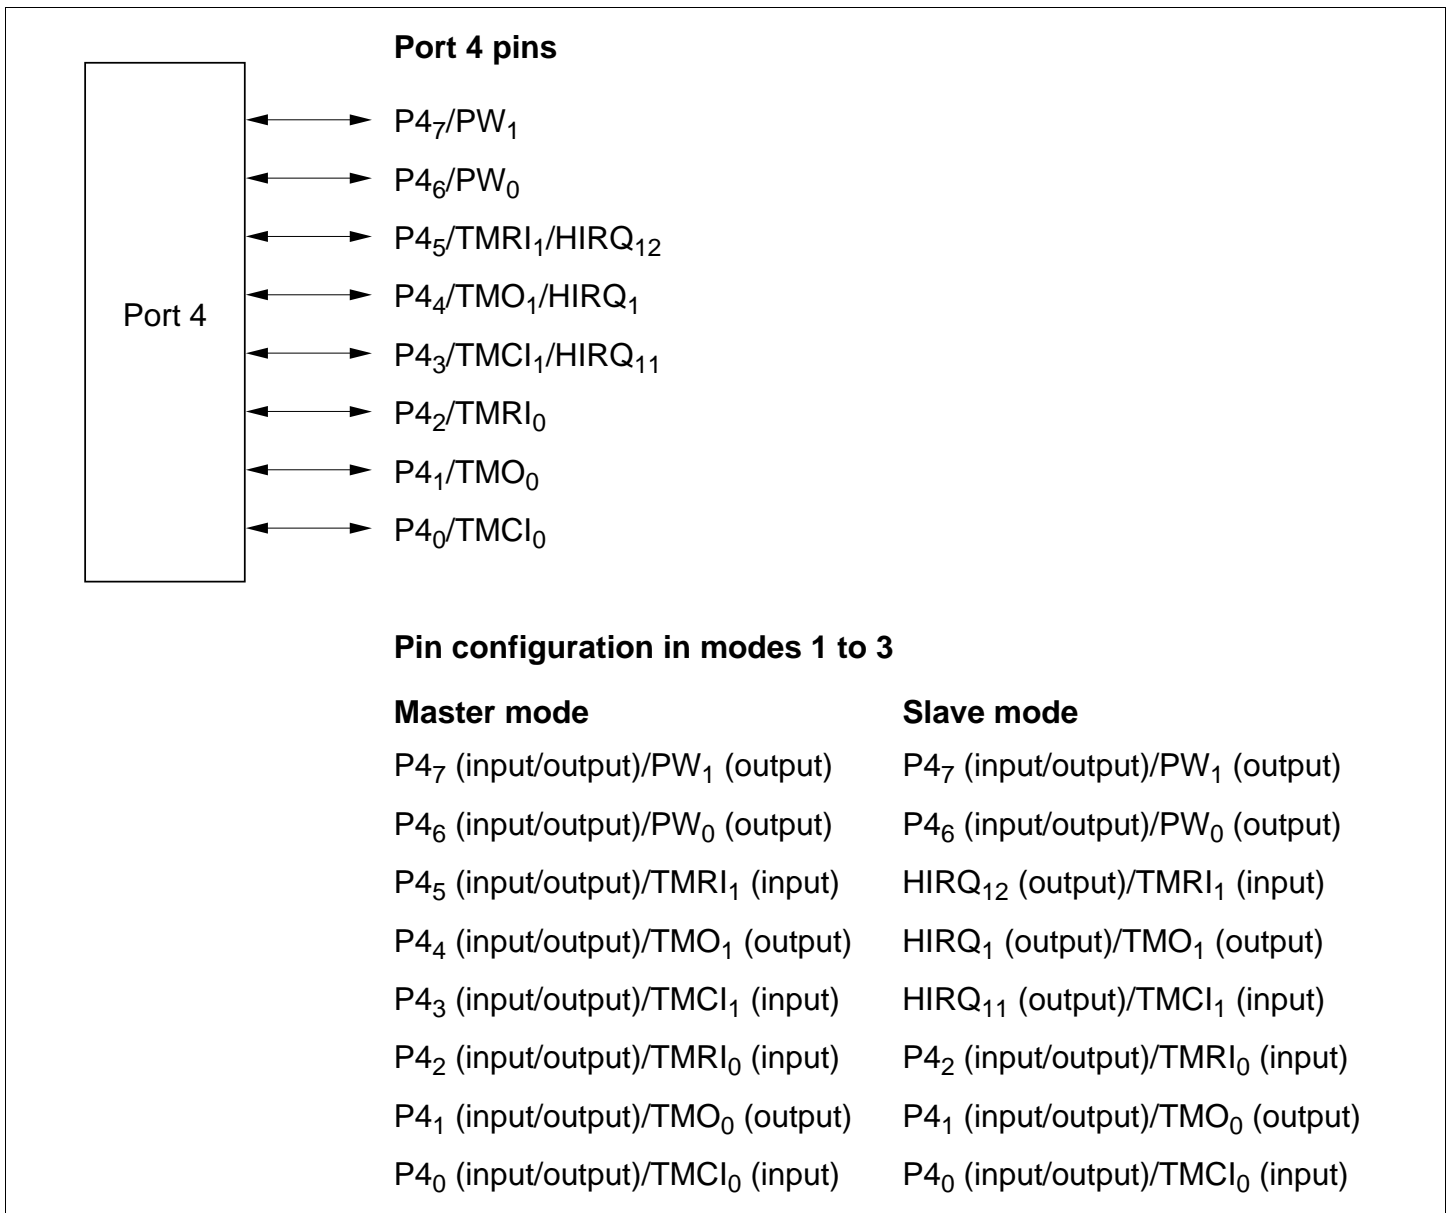 Port 4 pins
P4₇/PW₁
P4₆/PW₀
P4₅/TMRI₁/HIRQ₁₂
P4₄/TMO₁/HIRQ₁
Port 4
P4₃/TMCI₁/HIRQ₁₁
P4₂/TMRI₀
P4₁/TMO₀
P4₀/TMCI₀
Pin configuration in modes 1 to 3
Master mode Slave mode
P4₇ (input/output)/PW₁ (output) P4₇ (input/output)/PW₁ (output)
P4₆ (input/output)/PW₀ (output) P4₆ (input/output)/PW₀ (output)
P4₅ (input/output)/TMRI₁ (input) HIRQ₁₂ (output)/TMRI₁ (input)
P4₄ (input/output)/TMO₁ (output) HIRQ₁ (output)/TMO₁ (output)
P4₃ (input/output)/TMCI₁ (input) HIRQ₁₁ (output)/TMCI₁ (input)
P4₂ (input/output)/TMRI₀ (input) P4₂ (input/output)/TMRI₀ (input)
P4₁ (input/output)/TMO₀ (output) P4₁ (input/output)/TMO₀ (output)
P4₀ (input/output)/TMCI₀ (input) P4₀ (input/output)/TMCI₀ (input)